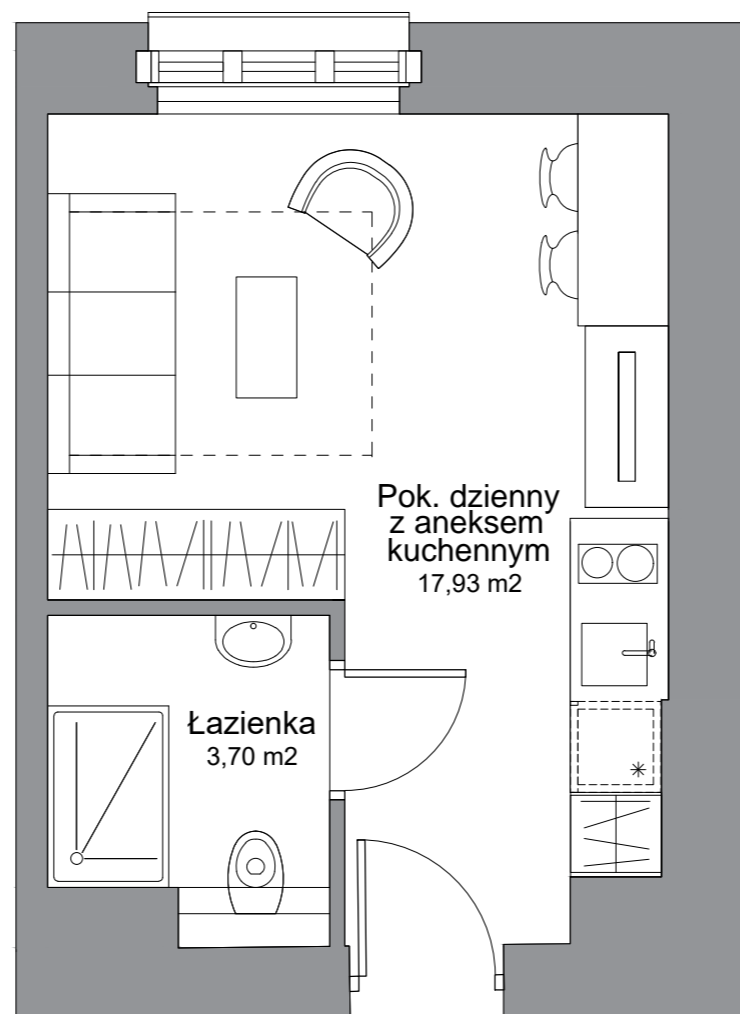 Pok. dzienny
z aneksem
kuchennym
17,93 m2
Łazienka
3,70 m2